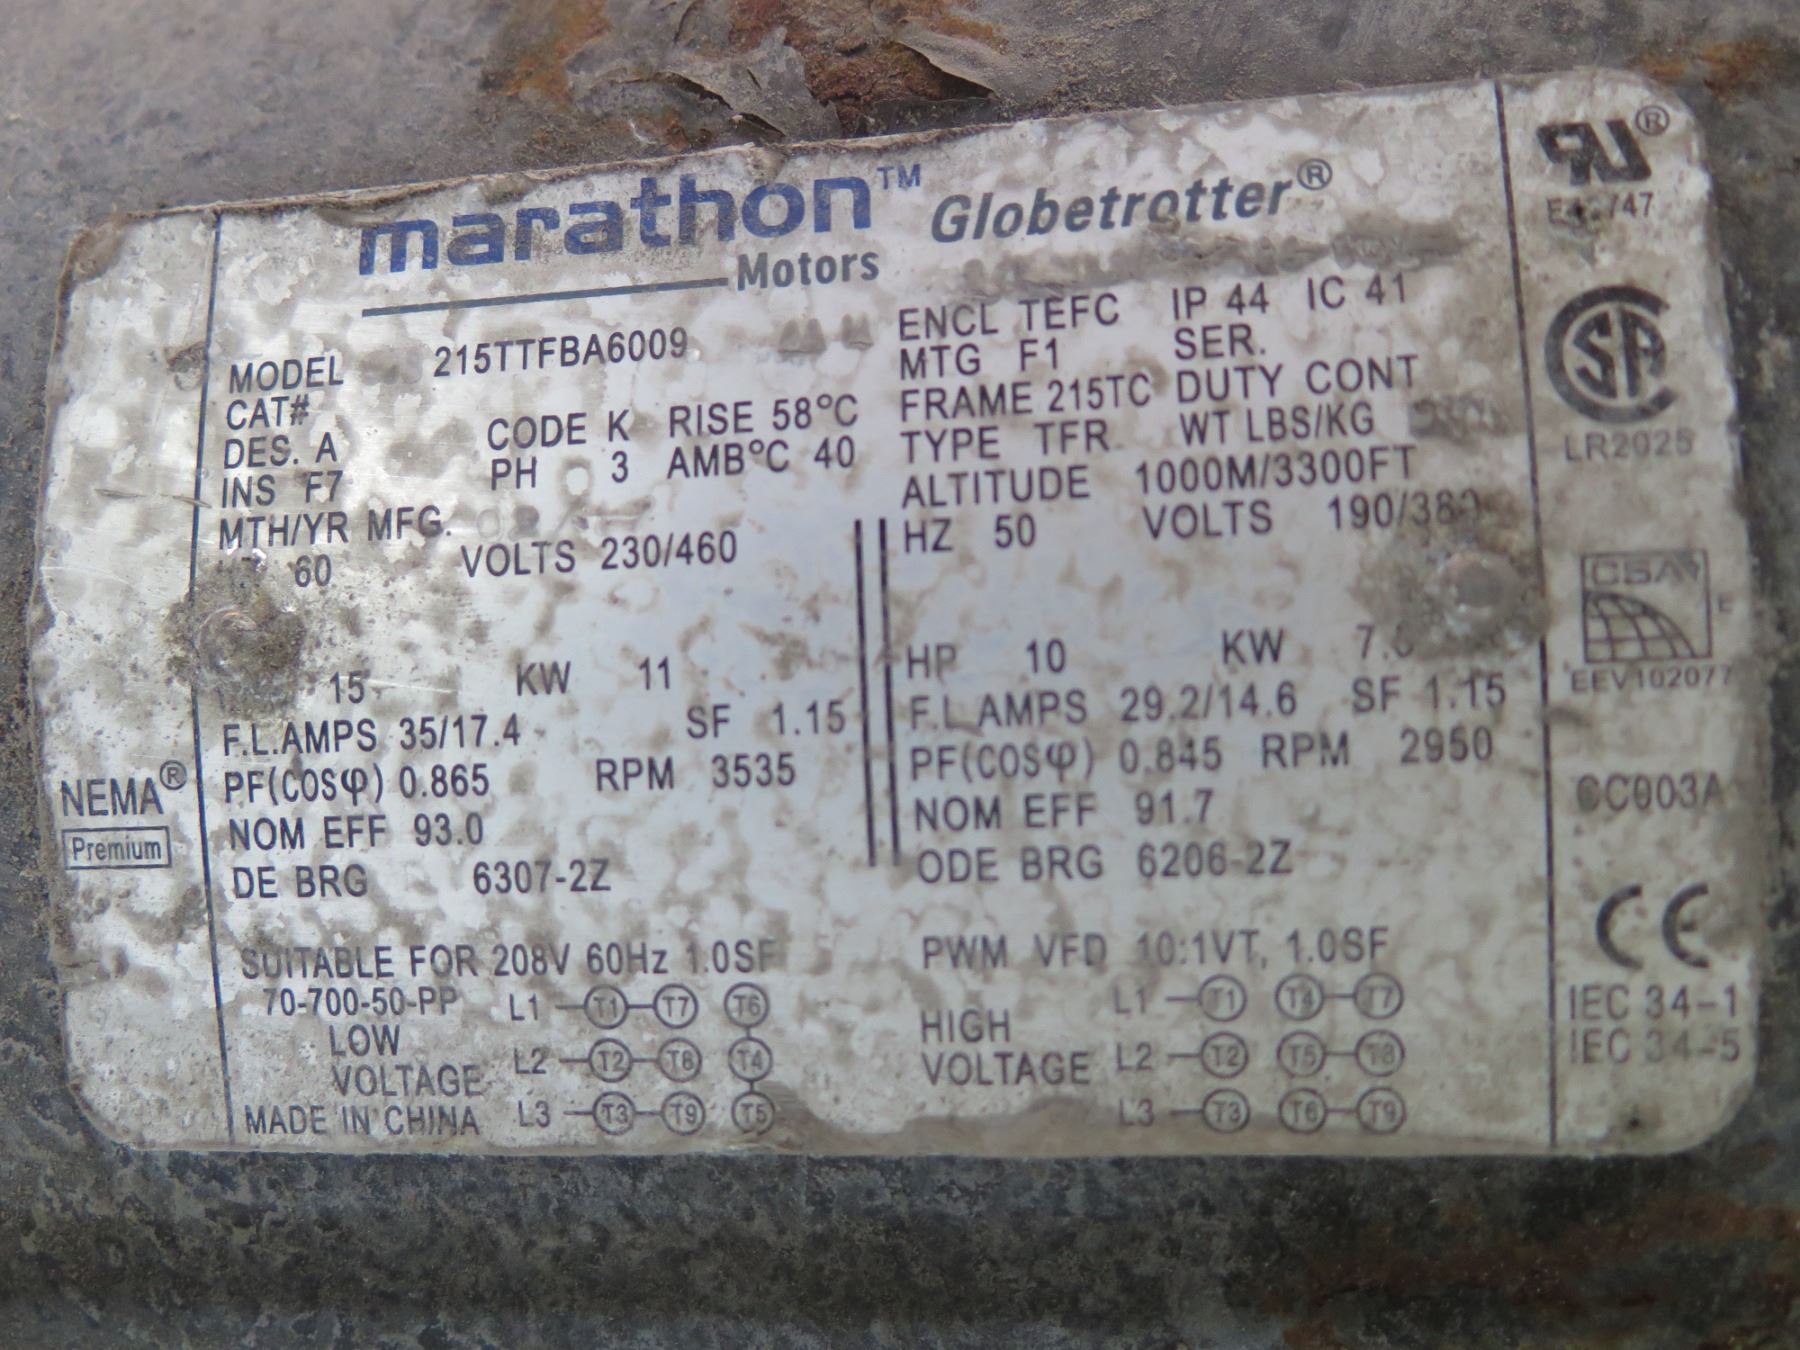 marathon™ Globetrotter®
Motors
MODEL 215TTFBA6009
CAT#
DES. A CODE K RISE 58°C
INS F7 PH 3 AMB°C 40
MTH/YR MFG.
60 VOLTS 230/460
15 KW 11
F.L.AMPS 35/17.4 SF 1.15
PF(COSφ) 0.865 RPM 3535
NOM EFF 93.0
DE BRG 6307-2Z
ENCL TEFC IP 44 IC 41
MTG F1 SER.
FRAME 215TC DUTY CONT
TYPE TFR WT LBS/KG
ALTITUDE 1000M/3300FT
HZ 50 VOLTS 190/380
HP 10 KW
F.L.AMPS 29.2/14.6 SF 1.15
PF(COSφ) 0.845 RPM 2950
NOM EFF 91.7
ODE BRG 6206-2Z
SUITABLE FOR 208V 60Hz 1.0SF
70-700-50-PP
LOW
VOLTAGE
MADE IN CHINA
L1 T1 T7 T6
L2 T2 T8 T4
L3 T3 T9 T5
PWM VFD 10:1VT, 1.0SF
HIGH
VOLTAGE
L1 T1 T4 T7
L2 T2 T5 T8
L3 T3 T6 T9
NEMA®
Premium
RU®
SA
LR2025
CSA
E
EEV102077
CC003A
CE
IEC 34-1
IEC 34-5